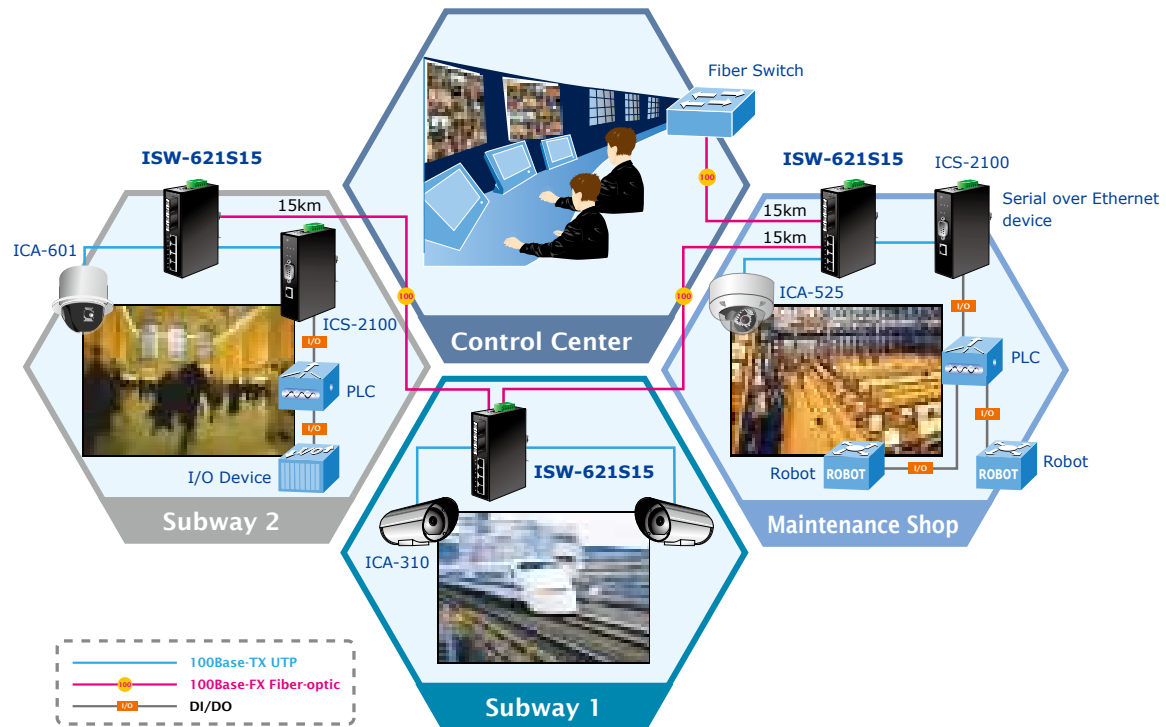 Fiber Switch
ISW-621S15
ISW-621S15
ICS-2100
100
15km
15km
Serial over Ethernet
device
15km
ICA-601
ICA-525
100
100
ICS-2100
I/O
I/O
Control Center
PLC
PLC
I/O
I/O
I/O Device
ISW-621S15
Robot
ROBOT
I/O
ROBOT
Robot
Subway 2
Maintenance Shop
ICA-310
100Base-TX UTP
100
100Base-FX Fiber-optic
I/O
DI/DO
Subway 1